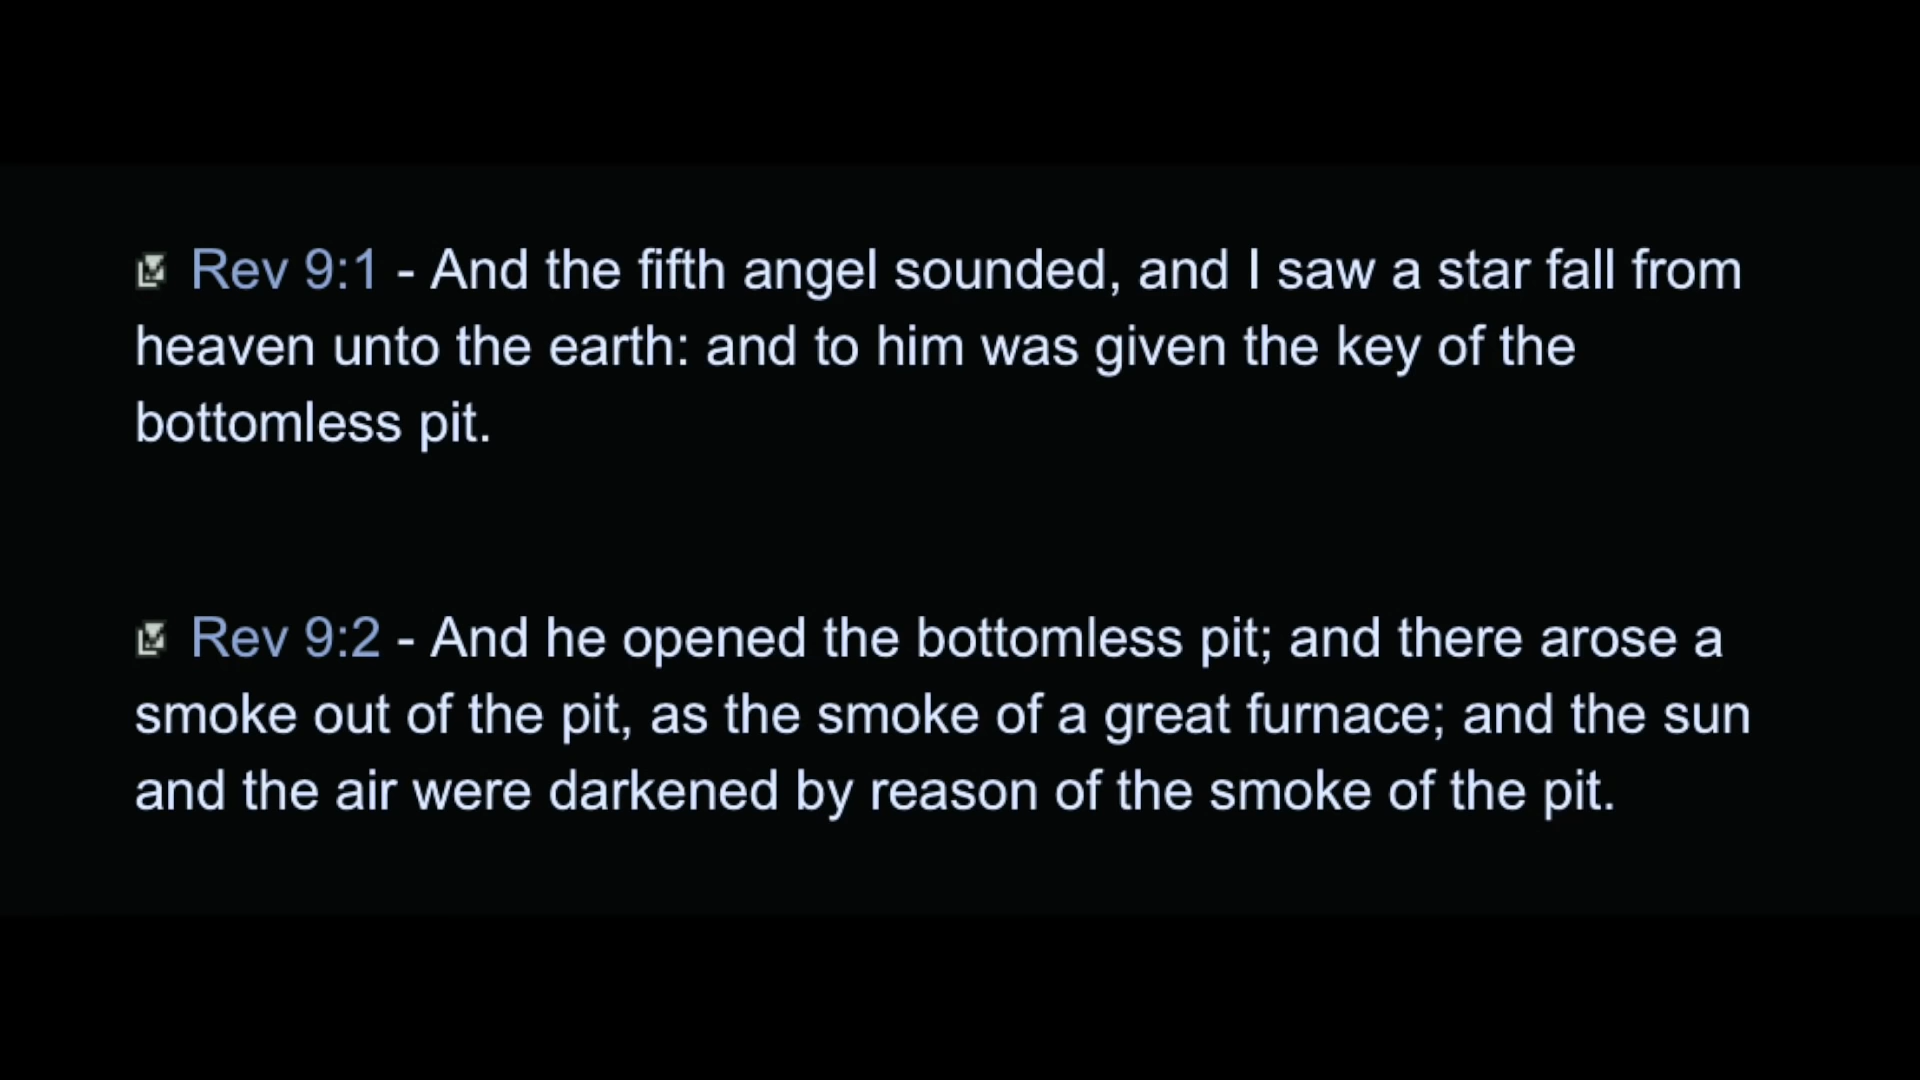 Rev 9:1 - And the fifth angel sounded, and I saw a star fall from
heaven unto the earth: and to him was given the key of the
bottomless pit.
Rev 9:2 - And he opened the bottomless pit; and there arose a
smoke out of the pit, as the smoke of a great furnace; and the sun
and the air were darkened by reason of the smoke of the pit.